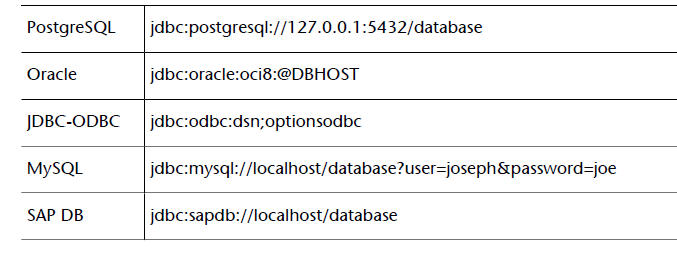 PostgreSQL jdbc:postgresql://127.0.0.1:5432/database
Oracle jdbc:oracle:oci8:@DBHOST
JDBC-ODBC jdbc:odbc:dsn;optionsodbc
MySQL jdbc:mysql://localhost/database?user=joseph&password=joe
SAP DB jdbc:sapdb://localhost/database